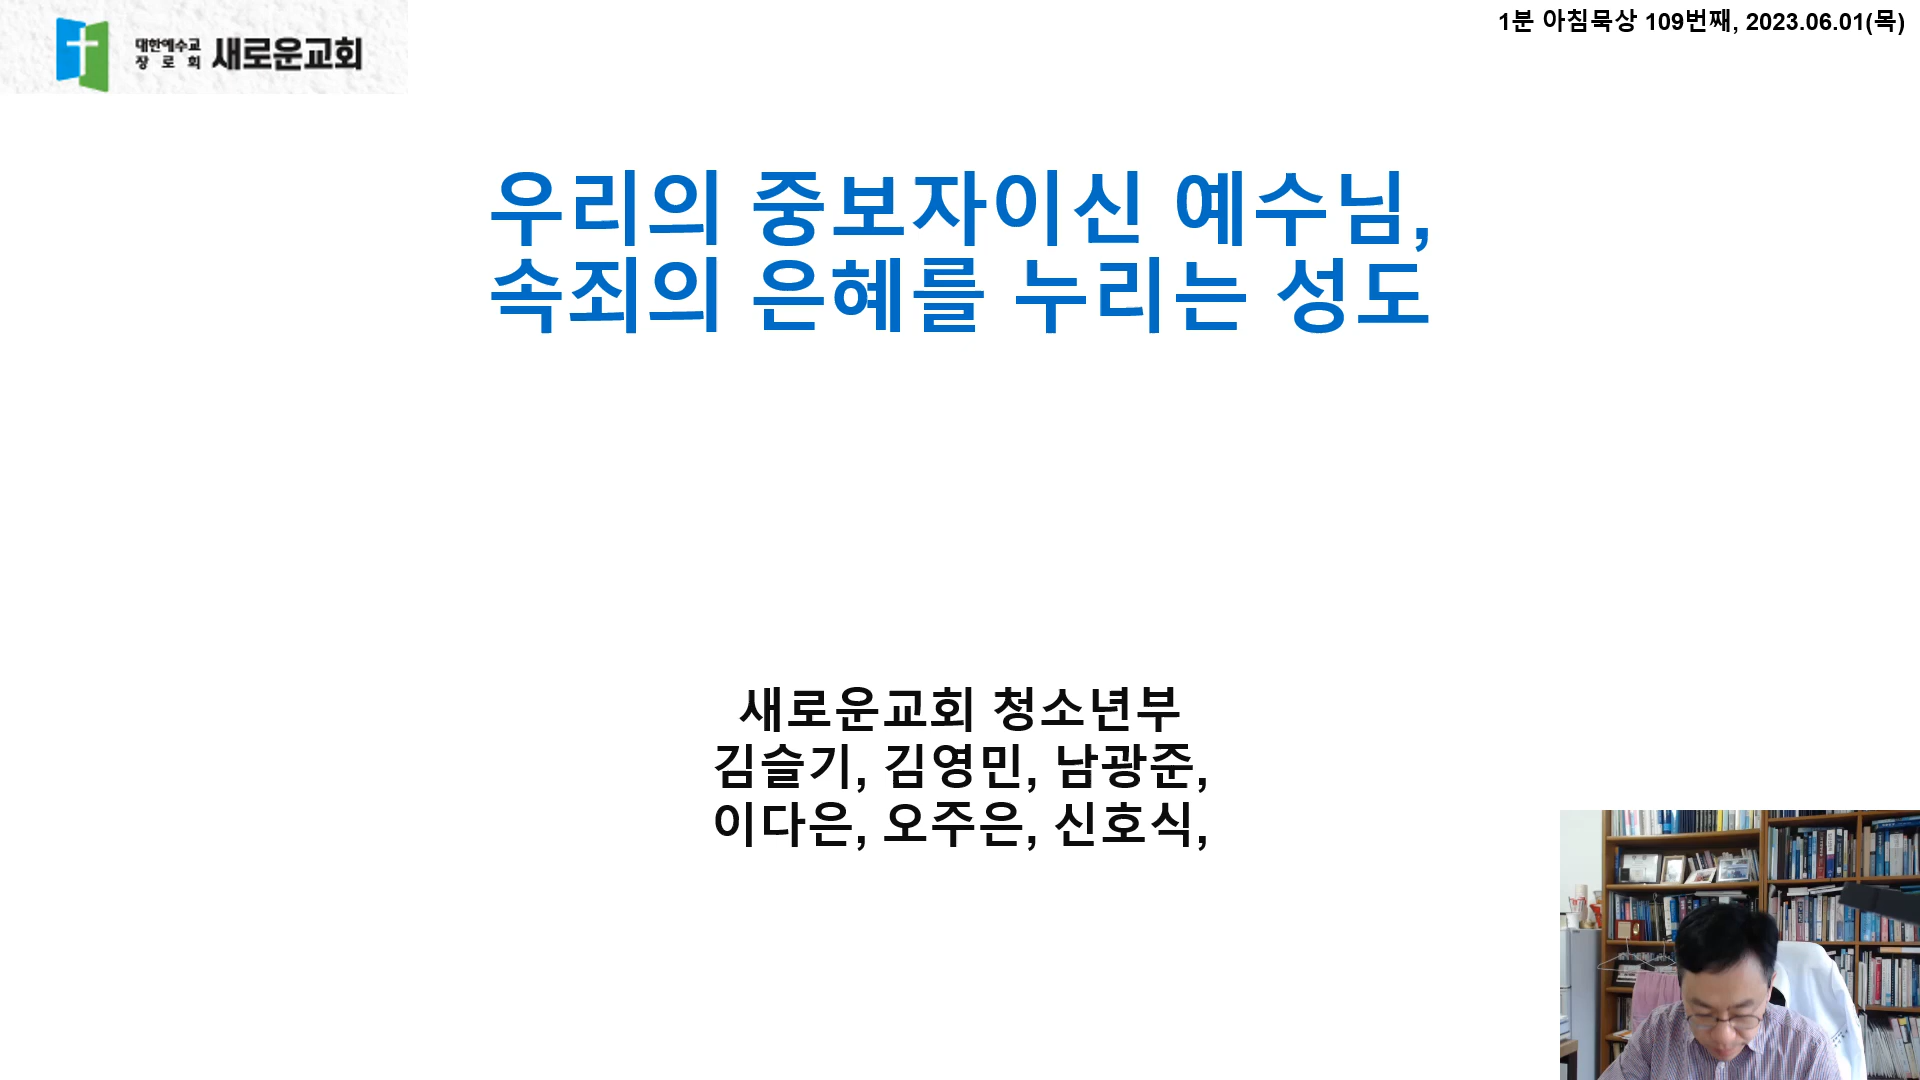 대한예수교
장로회 새로운교회
1분 아침묵상 109번째, 2023.06.01(목)
우리의 중보자이신 예수님,
속죄의 은혜를 누리는 성도
새로운교회 청소년부
김슬기, 김영민, 남광준,
이다은, 오주은, 신호식,